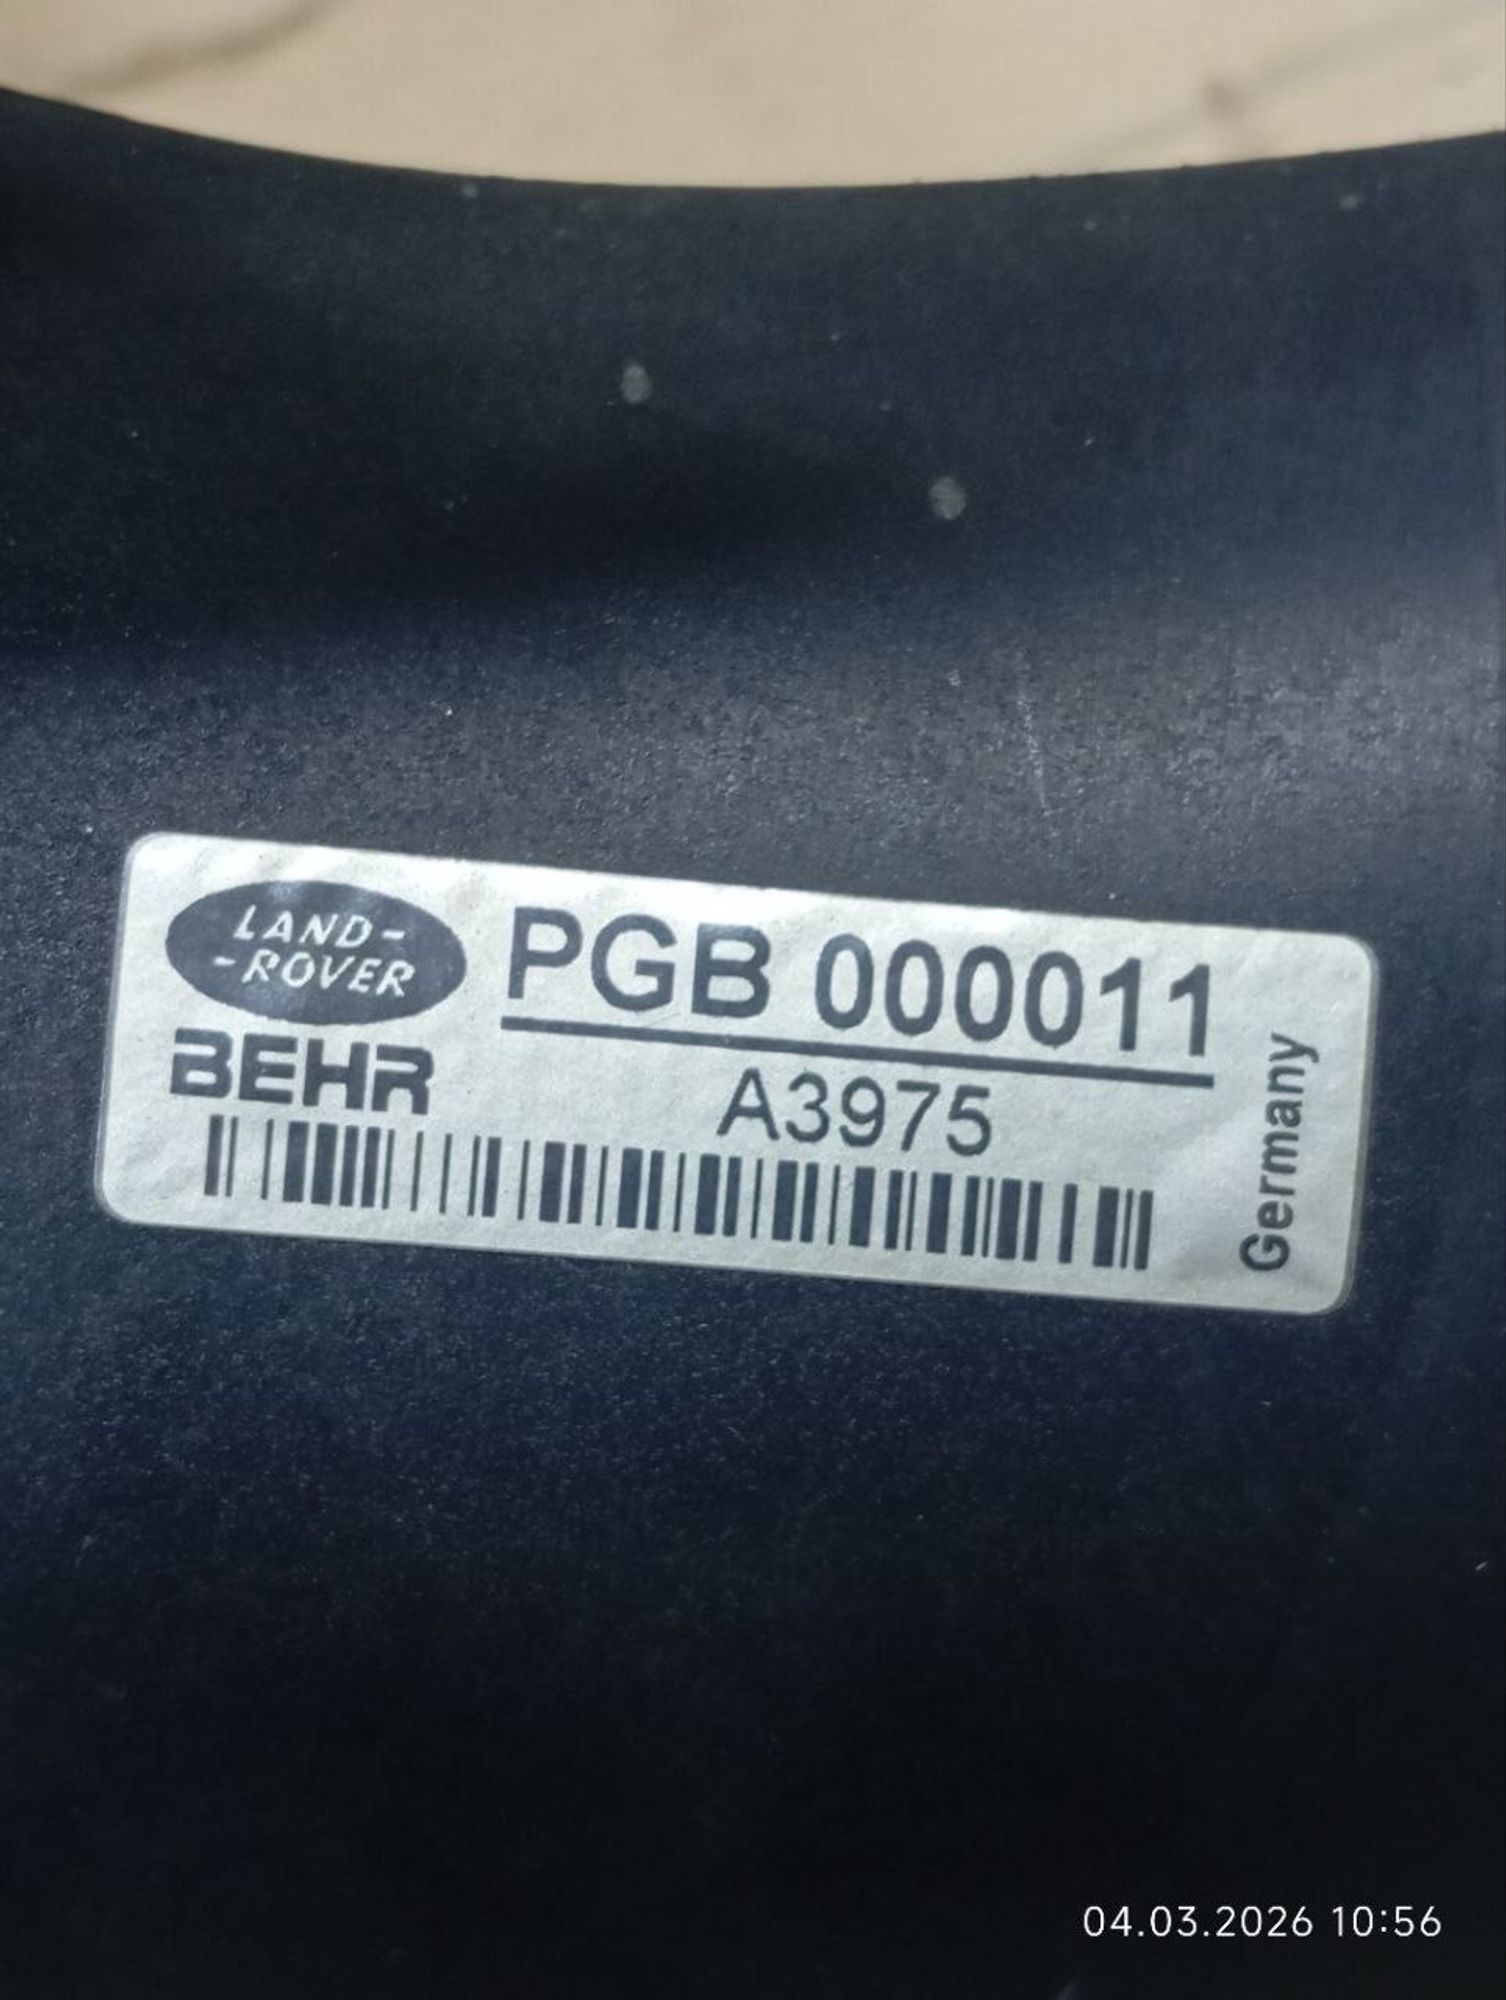 LAND-
-ROVER
PGB 000011
BEHR
A3975
Germany
04.03.2026 10:56